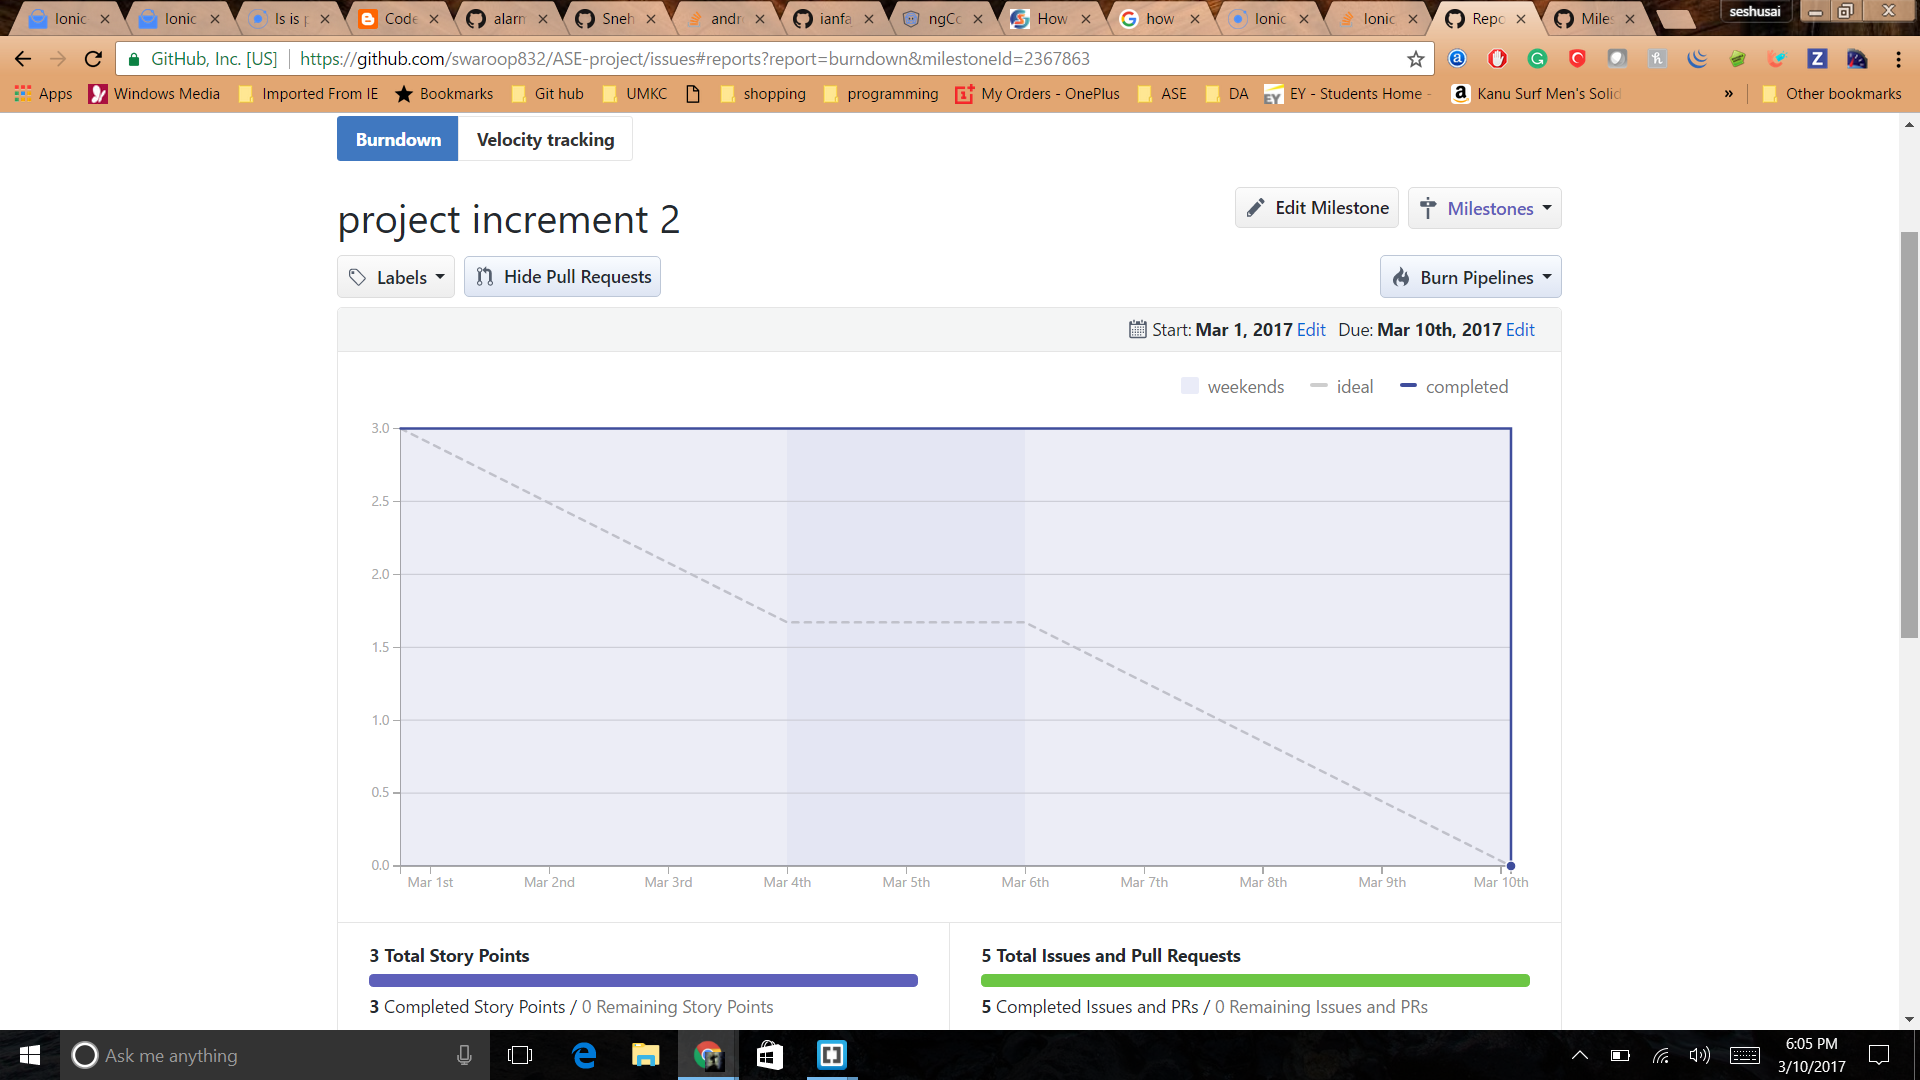 Ionic
Ionic
Is is p
Code
alarm
Sneh
andro
ianfa
ngCo
How
how
Ionic
Ionic
Repo
Miles
seshusai
GitHub, Inc. [US]
https://github.com/swaroop832/ASE-project/issues#reports?report=burndown&milestoneId=2367863
Apps
Windows Media
Imported From IE
Bookmarks
Git hub
UMKC
shopping
programming
My Orders - OnePlus
ASE
DA
EY - Students Home -
Kanu Surf Men's Solid
»
Other bookmarks
Burndown
Velocity tracking
project increment 2
Edit Milestone
Milestones
Labels
Hide Pull Requests
Burn Pipelines
Start: Mar 1, 2017 Edit Due: Mar 10th, 2017 Edit
weekends
ideal
completed
3.0
2.5
2.0
1.5
1.0
0.5
0.0
Mar 1st
Mar 2nd
Mar 3rd
Mar 4th
Mar 5th
Mar 6th
Mar 7th
Mar 8th
Mar 9th
Mar 10th
3 Total Story Points
3 Completed Story Points / 0 Remaining Story Points
5 Total Issues and Pull Requests
5 Completed Issues and PRs / 0 Remaining Issues and PRs
Ask me anything
6:05 PM
3/10/2017